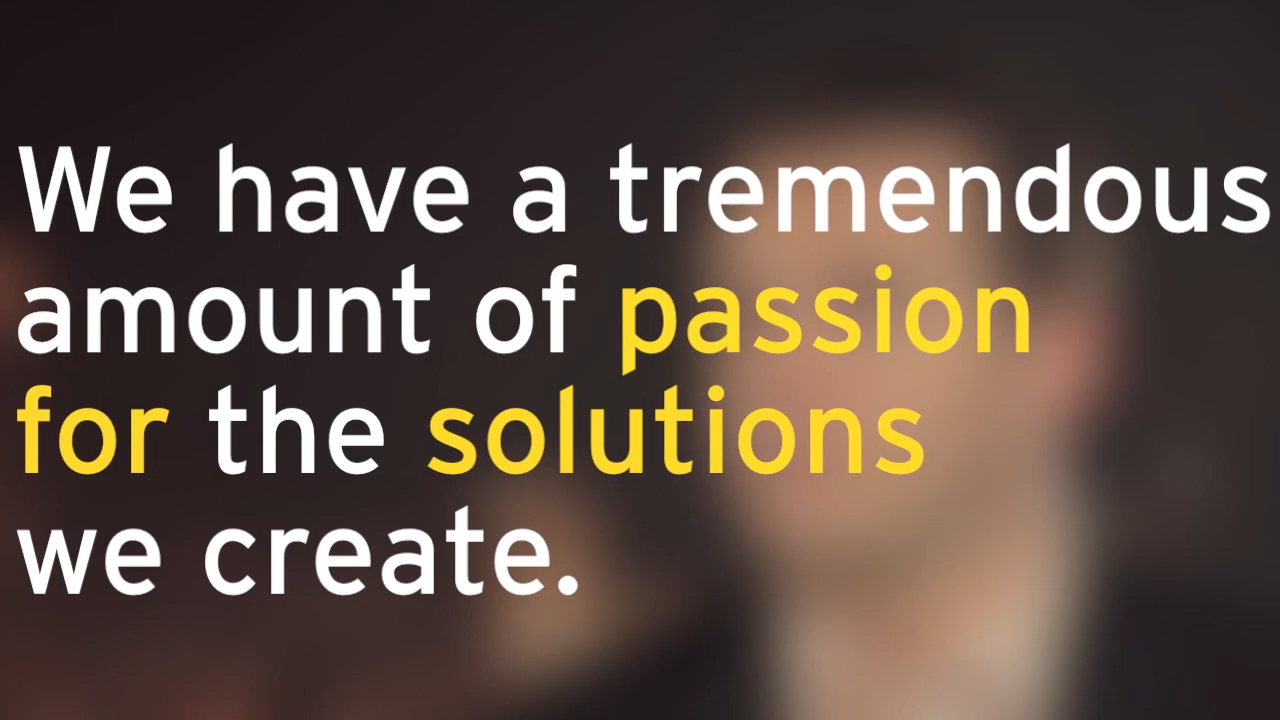 We have a tremendous
amount of passion
for the solutions
we create.